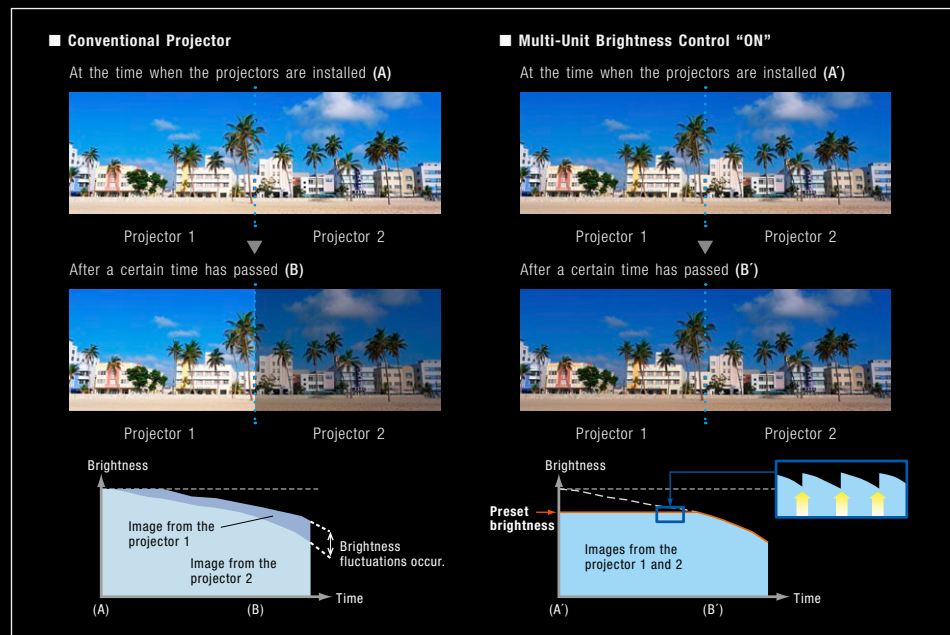 ■ Conventional Projector
At the time when the projectors are installed (A)
Projector 1
Projector 2
After a certain time has passed (B)
Projector 1
Projector 2
Brightness
Image from the
projector 1
Image from the
projector 2
Brightness
fluctuations occur.
Time
(A)
(B)
■ Multi-Unit Brightness Control “ON”
At the time when the projectors are installed (A´)
Projector 1
Projector 2
After a certain time has passed (B´)
Projector 1
Projector 2
Brightness
Preset
brightness
Images from the
projector 1 and 2
Time
(A´)
(B´)